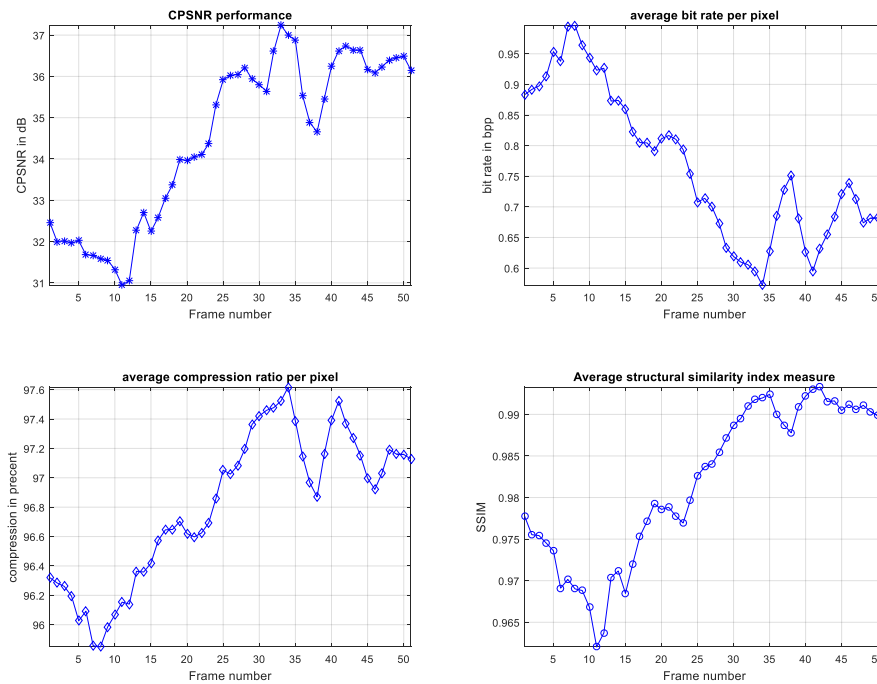 CPSNR performance
37
36
35
34
33
32
31
CPSNR in dB
5 10 15 20 25 30 35 40 45 50
Frame number
average bit rate per pixel
0.95
0.9
0.85
0.8
0.75
0.7
0.65
0.6
bit rate in bpp
5 10 15 20 25 30 35 40 45
Frame number
average compression ratio per pixel
97.6
97.4
97.2
97
96.8
96.6
96.4
96.2
96
compression in precent
5 10 15 20 25 30 35 40 45 50
Frame number
Average structural similarity index measure
0.99
0.985
0.98
0.975
0.97
0.965
SSIM
5 10 15 20 25 30 35 40 45
Frame number